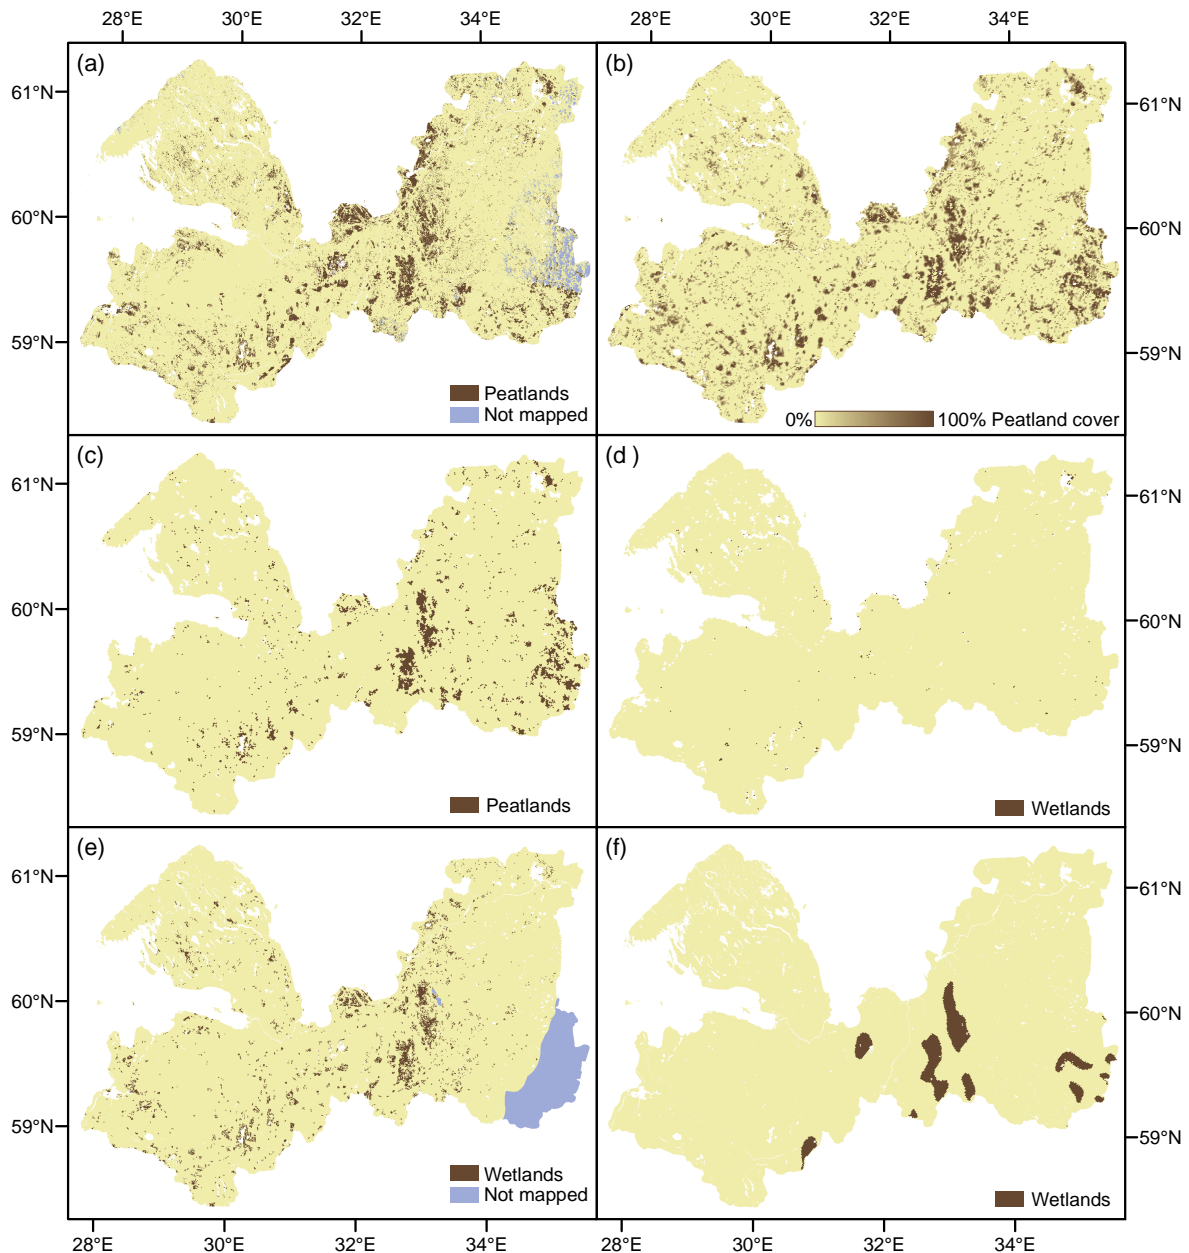 28°E 30°E 32°E 34°E 28°E 30°E 32°E 34°E
(a) (b)
61°N 61°N
60°N 60°N
59°N 59°N
Peatlands
Not mapped
0% 100% Peatland cover
(c) (d )
61°N 61°N
60°N 60°N
59°N 59°N
Peatlands Wetlands
(e) (f)
61°N 61°N
60°N 60°N
59°N 59°N
Wetlands
Not mapped
Wetlands
28°E 30°E 32°E 34°E 28°E 30°E 32°E 34°E